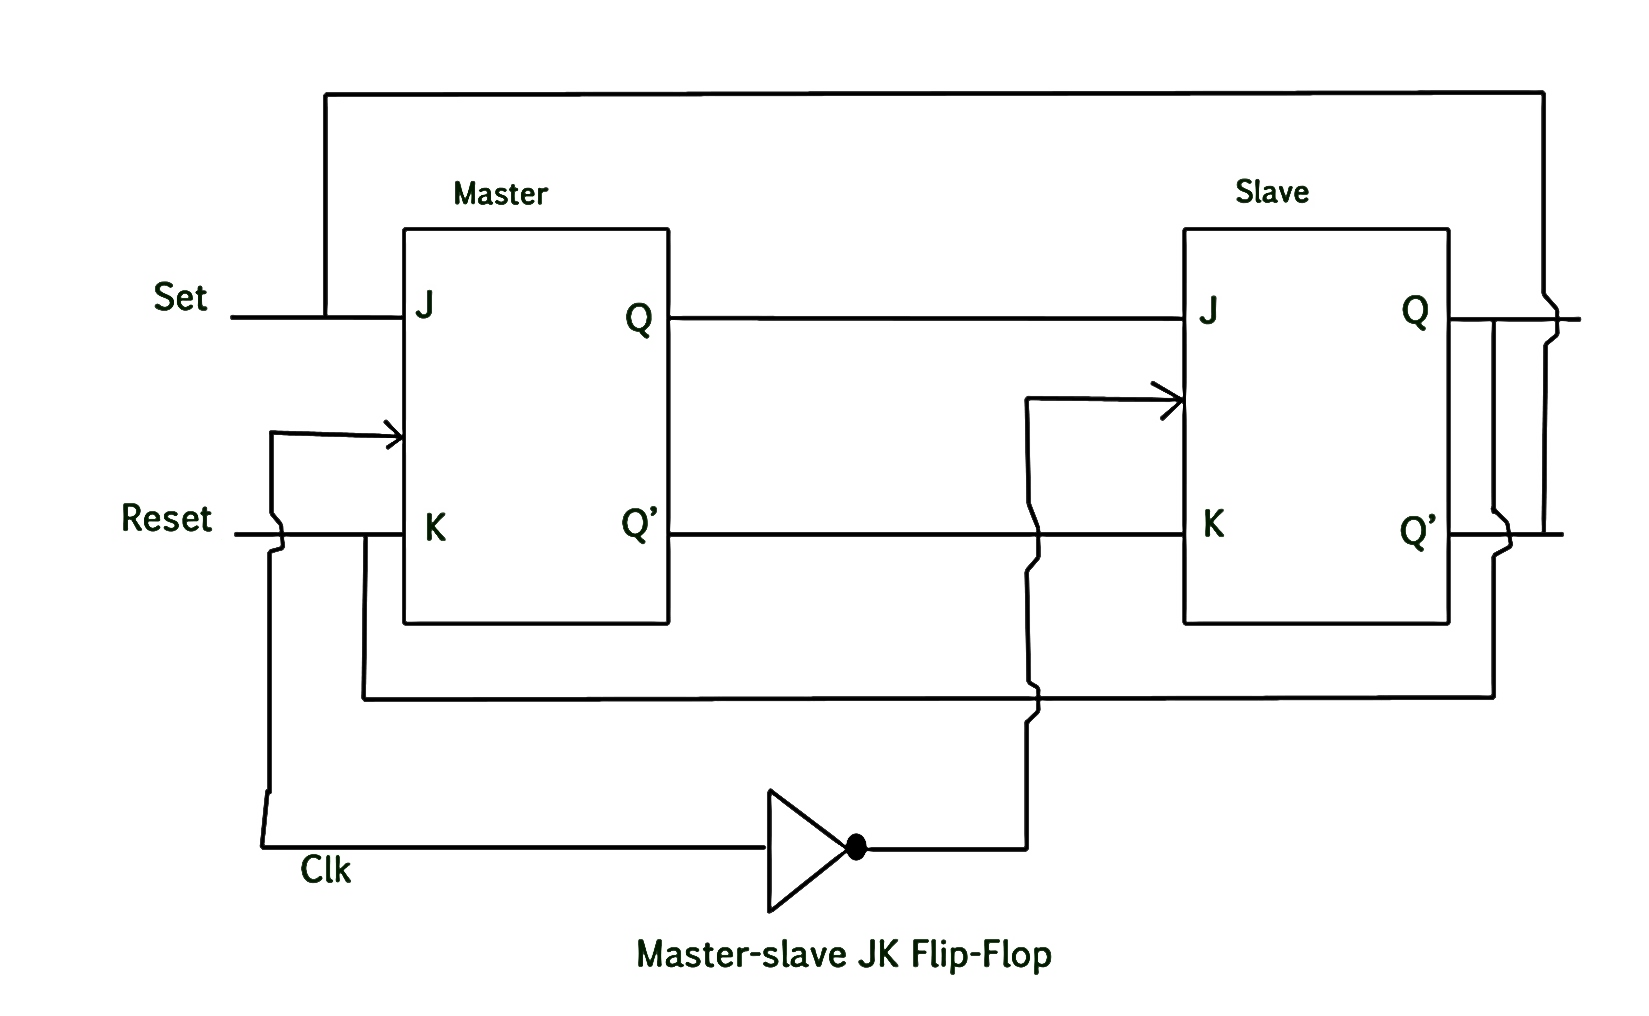 Master
Slave
Set
J
Q
J
Q
Reset
K
Q’
K
Q’
Clk
Master-slave JK Flip-Flop